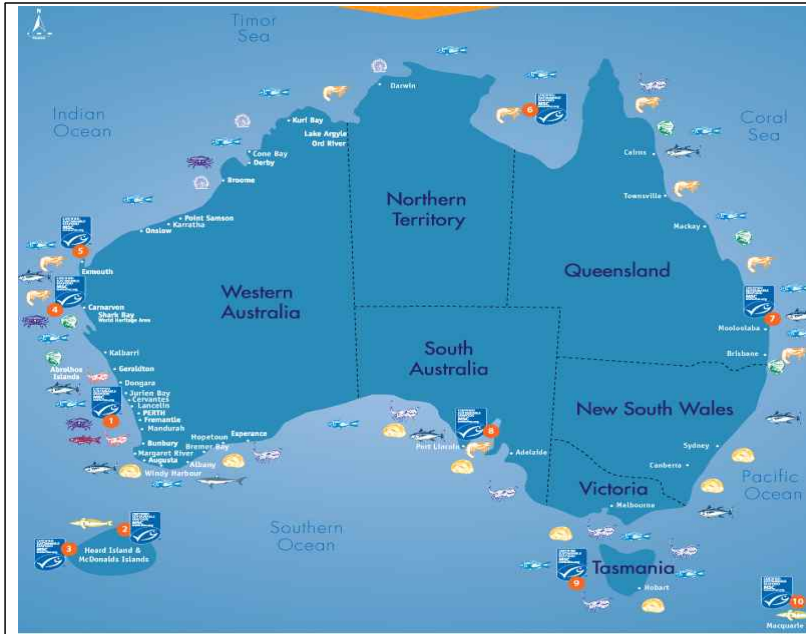 N
Timor
Sea
Indian
Ocean
Darwin
Kuri Bay
Lake Argyle
Ord River
Cone Bay
Derby
Broome
6
Coral
Sea
Cairns
Townsville
Northern
Territory
Point Samson
Karratha
Onslow
Mackay
5
Exmouth
Queensland
4
Carnarvon
Shark Bay
World Heritage Area
Western
Australia
7
Mooloolaba
Kalbarri
Brisbane
South
Australia
Abrolhos
Islands
Geraldton
Dongara
Jurien Bay
Cervantes
Lancelin
1
PERTH
Fremantle
Mandurah
New South Wales
8
Port Lincoln
Adelaide
Hopetoun
Esperance
Bunbury
Bremer Bay
Margaret River
Augusta
Albany
Windy Harbour
Sydney
Canberra
Victoria
Melbourne
Pacific
Ocean
Southern
Ocean
2
3
Heard Island &
McDonalds Islands
Tasmania
9
Hobart
10
Macquarie